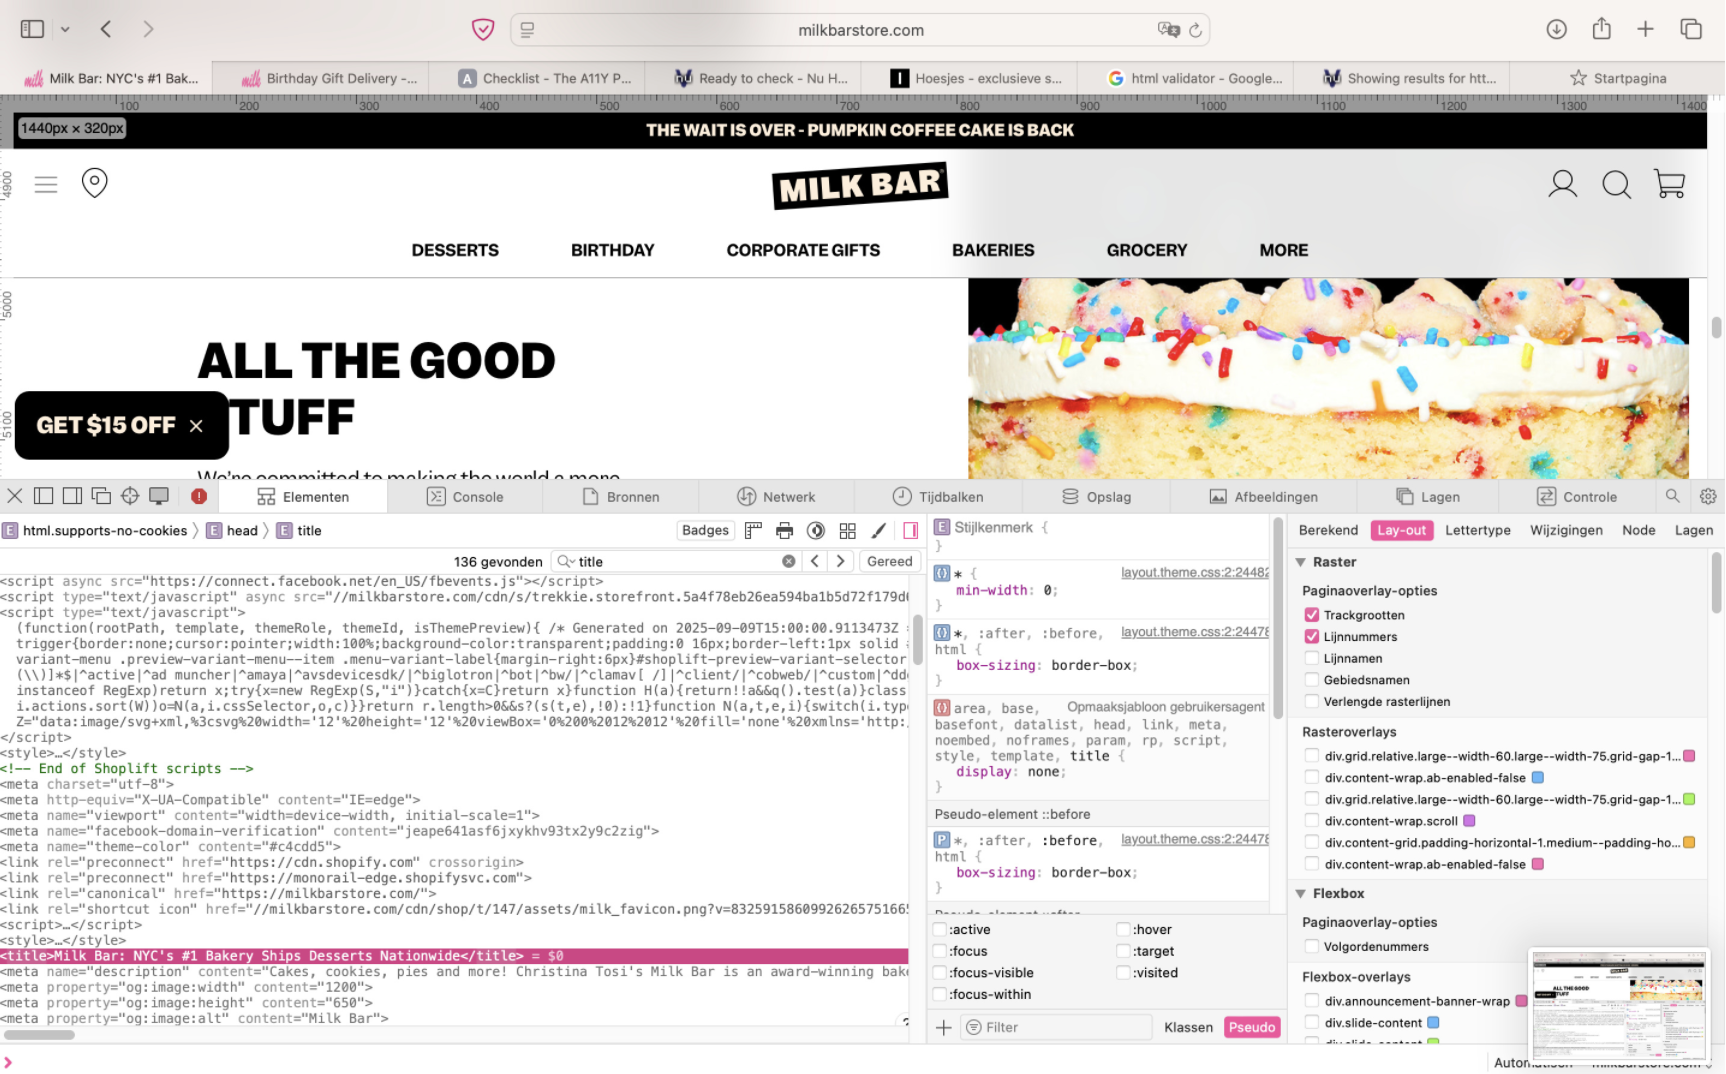 milkbarstore.com
Milk Bar: NYC's #1 Bak...
Birthday Gift Delivery -...
Checklist - The A11Y P...
Ready to check - Nu H...
Hoesjes - exclusieve s...
html validator - Google...
Showing results for htt...
Startpagina
100 200 300 400 500 600 700 800 900 1000 1100 1200 1300 1400
1440px × 320px
THE WAIT IS OVER - PUMPKIN COFFEE CAKE IS BACK
4900
MILK BAR
DESSERTS BIRTHDAY CORPORATE GIFTS BAKERIES GROCERY MORE
5000
ALL THE GOOD
TUFF
5100
GET $15 OFF ×
We're committed to making the world a more
Elementen Console Bronnen Netwerk Tijdbalken Opslag Afbeeldingen Lagen Controle
E html.supports-no-cookies E head E title
Badges
136 gevonden title Gereed
<script async src="https://connect.facebook.net/en_US/fbevents.js"></script>
<script type="text/javascript" async src="//milkbarstore.com/cdn/s/trekkie.storefront.5a4f78eb26ea594ba1b5d72f179d
<script type="text/javascript">
(function(rootPath, template, themeRole, themeId, isThemePreview){ /* Generated on 2025-09-09T15:00:00.9113473Z
trigger{border:none;cursor:pointer;width:100%;background-color:transparent;padding:0 16px;border-left:1px solid
variant-menu .preview-variant-menu--item .menu-variant-label{margin-right:6px}#shoplift-preview-variant-selector
(\\)]*$|^active|^ad muncher|^amaya|^avsdevicesdk/|^biglotron|^bot|^bw/|^clamav[ /]|^client/|^cobweb/|^custom|^dd
instanceof RegExp)return x;try{x=new RegExp(S,"i")}catch{x=C}return x}function H(a){return!!a&&q().test(a)}class
i.actions.sort(W))o=N(a,i.cssSelector,o,c)}}return r.length>0&&s?(s(t,e),!0):!1}function N(a,t,e,i){switch(i.type
Z="data:image/svg+xml,%3csvg%20width='12'%20height='12'%20viewBox='0%200%2012%2012'%20fill='none'%20xmlns='http:
</script>
<style>…</style>
<!-- End of Shoplift scripts -->
<meta charset="utf-8">
<meta http-equiv="X-UA-Compatible" content="IE=edge">
<meta name="viewport" content="width=device-width, initial-scale=1">
<meta name="facebook-domain-verification" content="jeape641asf6jxykhv93tx2y9c2zig">
<meta name="theme-color" content="#c4cdd5">
<link rel="preconnect" href="https://cdn.shopify.com" crossorigin>
<link rel="preconnect" href="https://monorail-edge.shopifysvc.com">
<link rel="canonical" href="https://milkbarstore.com/">
<link rel="shortcut icon" href="//milkbarstore.com/cdn/shop/t/147/assets/milk_favicon.png?v=83259158609926265751665
<script>…</script>
<style>…</style>
<title>Milk Bar: NYC's #1 Bakery Ships Desserts Nationwide</title> = $0
<meta name="description" content="Cakes, cookies, pies and more! Christina Tosi's Milk Bar is an award-winning bake
<meta property="og:image:width" content="1200">
<meta property="og:image:height" content="650">
<meta property="og:image:alt" content="Milk Bar">
E Stijlkenmerk {
}
* { layout.theme.css:2:24482
min-width: 0;
}
*, :after, :before, layout.theme.css:2:24478
html {
box-sizing: border-box;
}
area, base, Opmaaksjabloon gebruikersagent
basefont, datalist, head, link, meta,
noembed, noframes, param, rp, script,
style, template, title {
display: none;
}
Pseudo-element ::before
P *, :after, :before, layout.theme.css:2:24478
html {
box-sizing: border-box;
}
Pseudo-element ::after
:active :hover
:focus :target
:focus-visible :visited
:focus-within
Filter Klassen Pseudo
Berekend Lay-out Lettertype Wijzigingen Node Lagen
Raster
Paginaoverlay-opties
Trackgrootten
Lijnnummers
Lijnnamen
Gebiedsnamen
Verlengde rasterlijnen
Rasteroverlays
div.grid.relative.large--width-60.large--width-75.grid-gap-1...
div.content-wrap.ab-enabled-false
div.grid.relative.large--width-60.large--width-75.grid-gap-1...
div.content-wrap.scroll
div.content-grid.padding-horizontal-1.medium--padding-ho...
div.content-wrap.ab-enabled-false
Flexbox
Paginaoverlay-opties
Volgordenummers
Flexbox-overlays
div.announcement-banner-wrap
div.slide-content
div.slide-content
ALL THE GOOD
TUFF